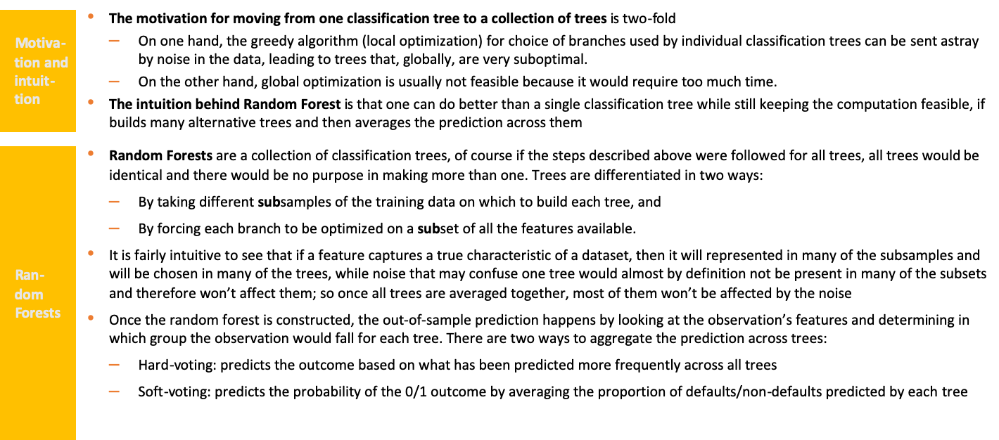 Motiva-
tion and
intuit-
tion
• The motivation for moving from one classification tree to a collection of trees is two-fold
– On one hand, the greedy algorithm (local optimization) for choice of branches used by individual classification trees can be sent astray
by noise in the data, leading to trees that, globally, are very suboptimal.
– On the other hand, global optimization is usually not feasible because it would require too much time.
• The intuition behind Random Forest is that one can do better than a single classification tree while still keeping the computation feasible, if
builds many alternative trees and then averages the prediction across them
Ran-
dom
Forests
• Random Forests are a collection of classification trees, of course if the steps described above were followed for all trees, all trees would be
identical and there would be no purpose in making more than one. Trees are differentiated in two ways:
– By taking different subsamples of the training data on which to build each tree, and
– By forcing each branch to be optimized on a subset of all the features available.
• It is fairly intuitive to see that if a feature captures a true characteristic of a dataset, then it will represented in many of the subsamples and
will be chosen in many of the trees, while noise that may confuse one tree would almost by definition not be present in many of the subsets
and therefore won’t affect them; so once all trees are averaged together, most of them won’t be affected by the noise
• Once the random forest is constructed, the out-of-sample prediction happens by looking at the observation’s features and determining in
which group the observation would fall for each tree. There are two ways to aggregate the prediction across trees:
– Hard-voting: predicts the outcome based on what has been predicted more frequently across all trees
– Soft-voting: predicts the probability of the 0/1 outcome by averaging the proportion of defaults/non-defaults predicted by each tree